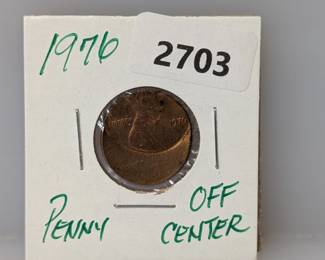 1976
2703
PENNY
OFF
CENTER